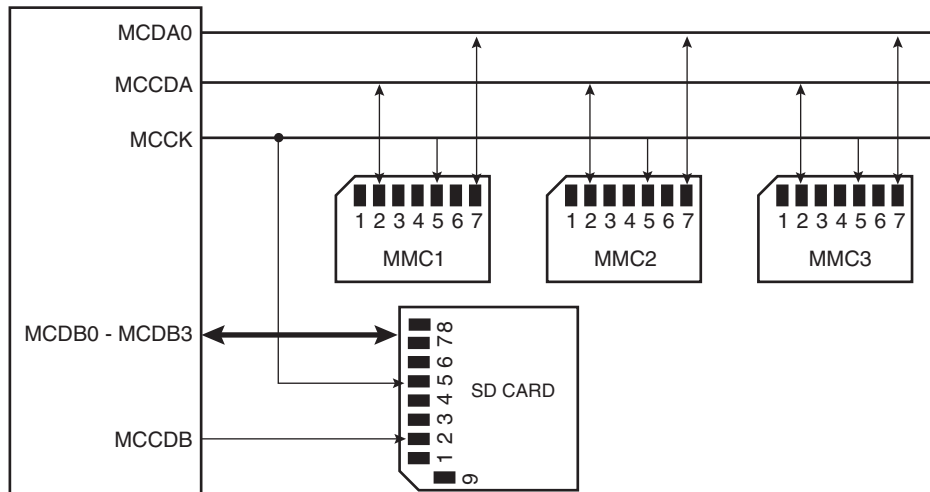 MCDA0
MCCDA
MCCK
1 2 3 4 5 6 7
MMC1
1 2 3 4 5 6 7
MMC2
1 2 3 4 5 6 7
MMC3
MCDB0 - MCDB3
MCCDB
1 2 3 4 5 6 7 8
9
SD CARD